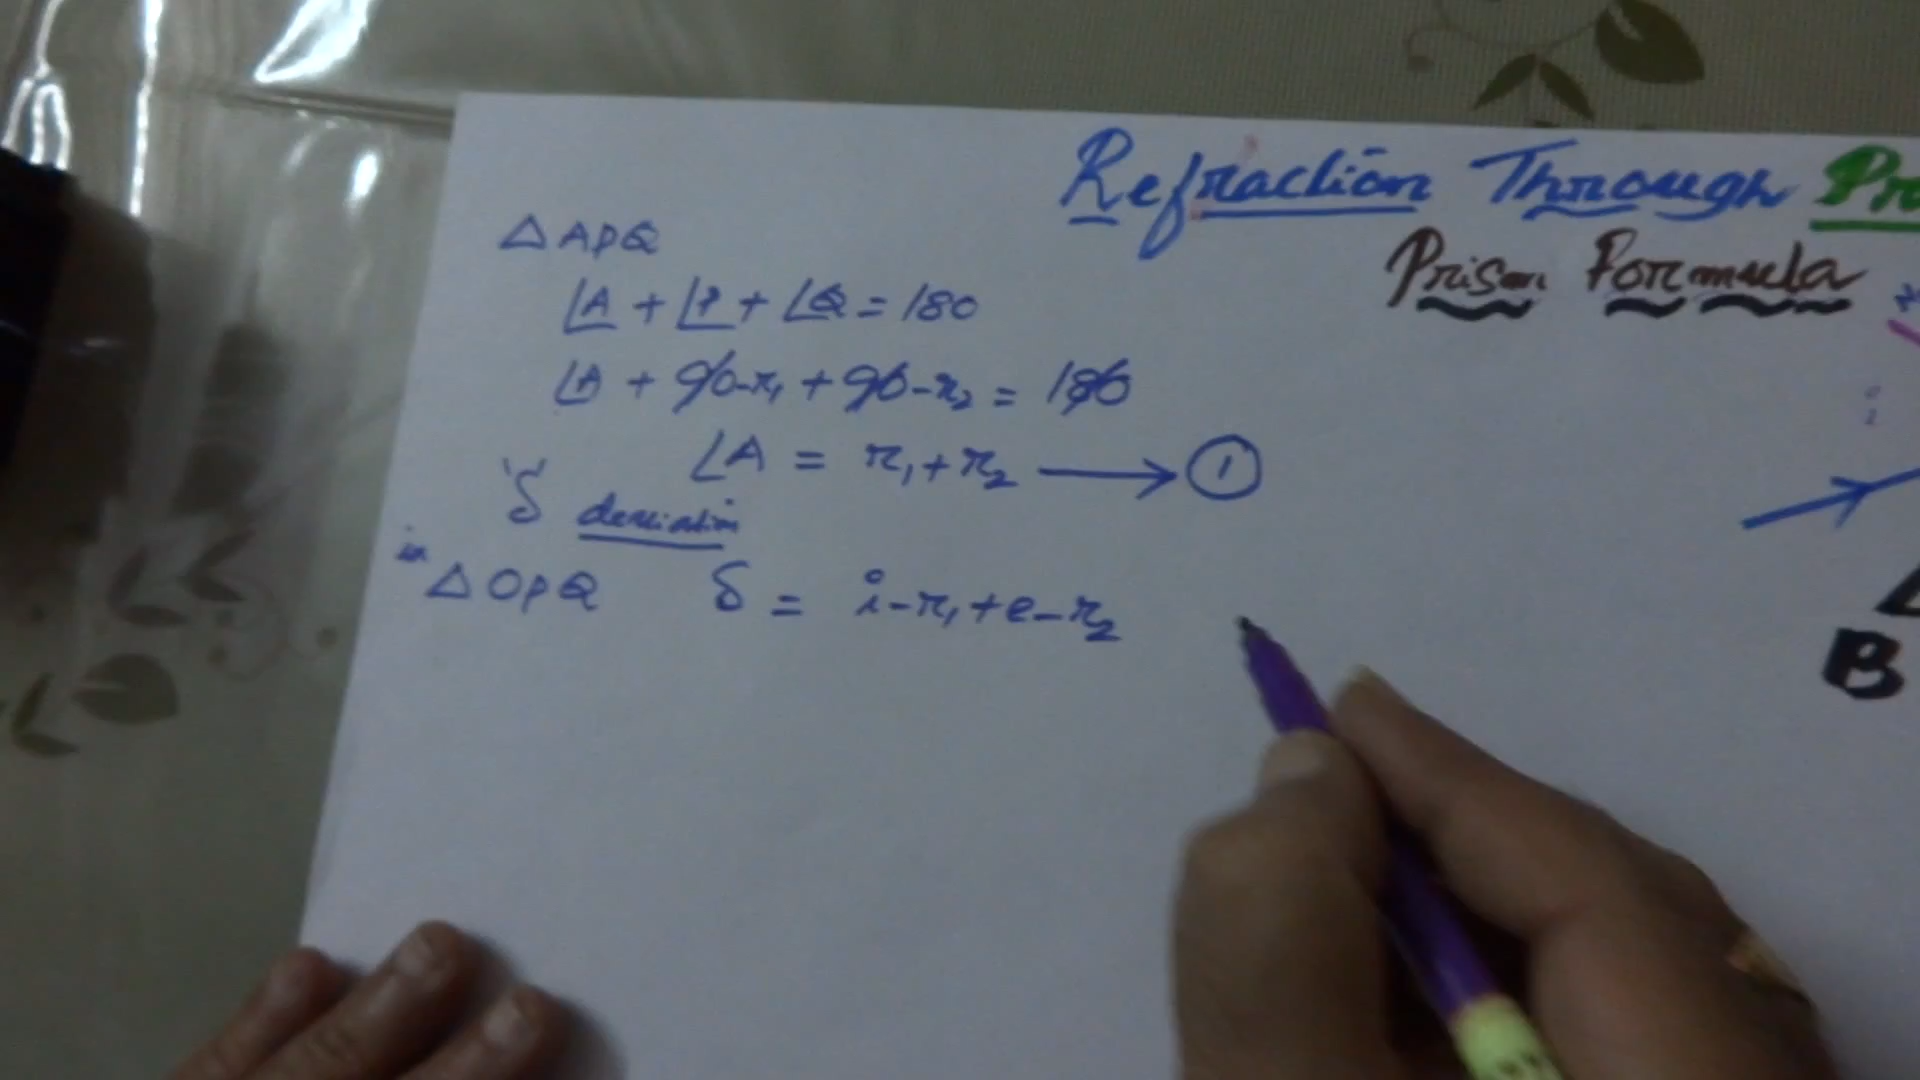 Refraction Through Pr
Prism Formula
△APQ
∠A + ∠P + ∠Q = 180
∠A + 90-r₁ + 90-r₂ = 180
∠A = r₁+r₂ ⟶ ①
'δ' deviation
in △OPQ δ = i-r₁+e-r₂
i
B